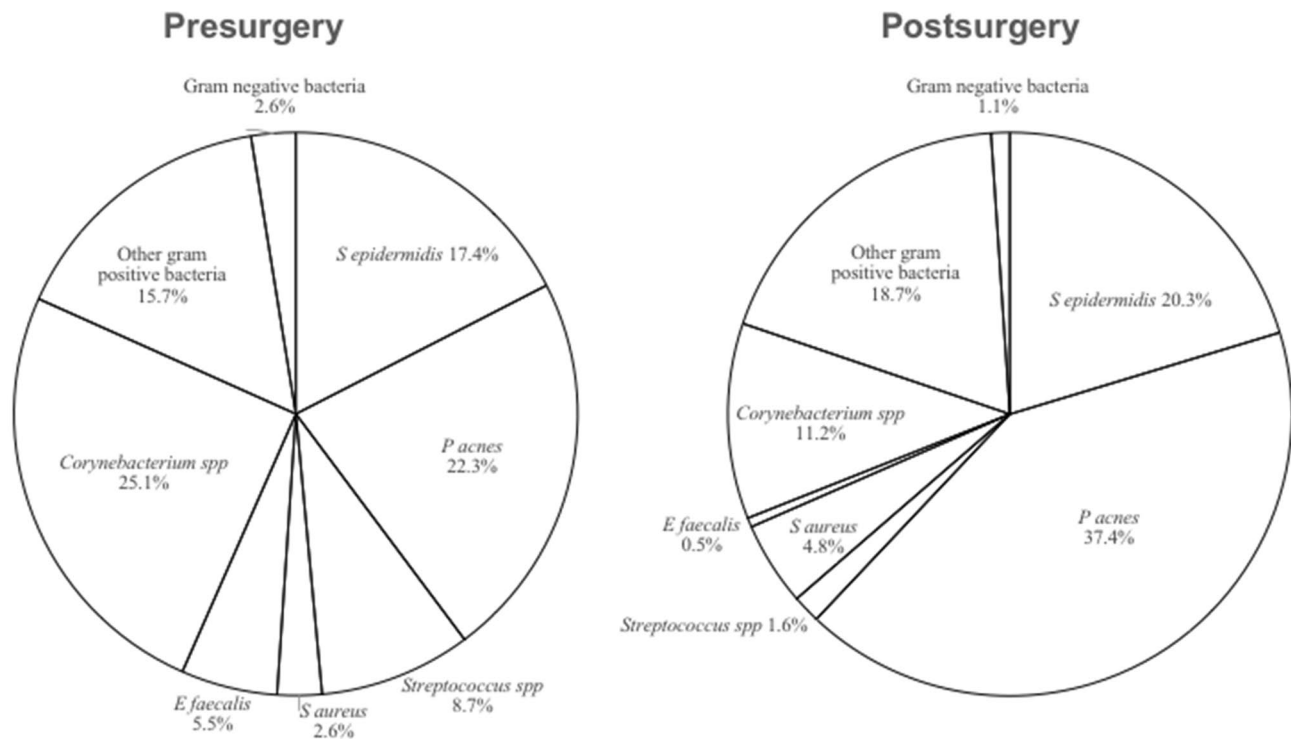 Presurgery
Gram negative bacteria
2.6%
S epidermidis 17.4%
Other gram
positive bacteria
15.7%
P acnes
22.3%
Corynebacterium spp
25.1%
Streptococcus spp
8.7%
E faecalis
5.5%
S aureus
2.6%
Postsurgery
Gram negative bacteria
1.1%
Other gram
positive bacteria
18.7%
S epidermidis 20.3%
Corynebacterium spp
11.2%
P acnes
37.4%
E faecalis
0.5%
S aureus
4.8%
Streptococcus spp 1.6%